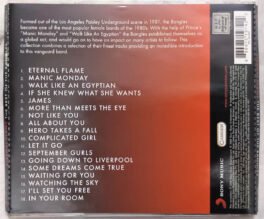 Formed out of the Los Angeles Paisley Underground scene in 1981, the Bangles
become one of the most popular female bands of the 1980s. With the help of Prince's
"Manic Monday" and "Walk Like An Egyptian" the Bangles established themselves as
a global act, and would go on to have an impact on many artists to follow. This
collection combines a selection of their finest tracks providing an incredible introduction to
this vanguard band.
1 ETERNAL FLAME
2 MANIC MONDAY
3 WALK LIKE AN EGYPTIAN
4 IF SHE KNEW WHAT SHE WANTS
5 JAMES
6 MORE THAN MEETS THE EYE
7 NOT LIKE YOU
8 ALL ABOUT YOU
9 HERO TAKES A FALL
10 COMPLICATED GIRL
11 LET IT GO
12 SEPTEMBER GURLS
13 GOING DOWN TO LIVERPOOL
14 SOME DREAMS COME TRUE
15 WAITING FOR YOU
16 WATCHING THE SKY
17 I'LL SET YOU FREE
18 IN YOUR ROOM
SONY MUSIC